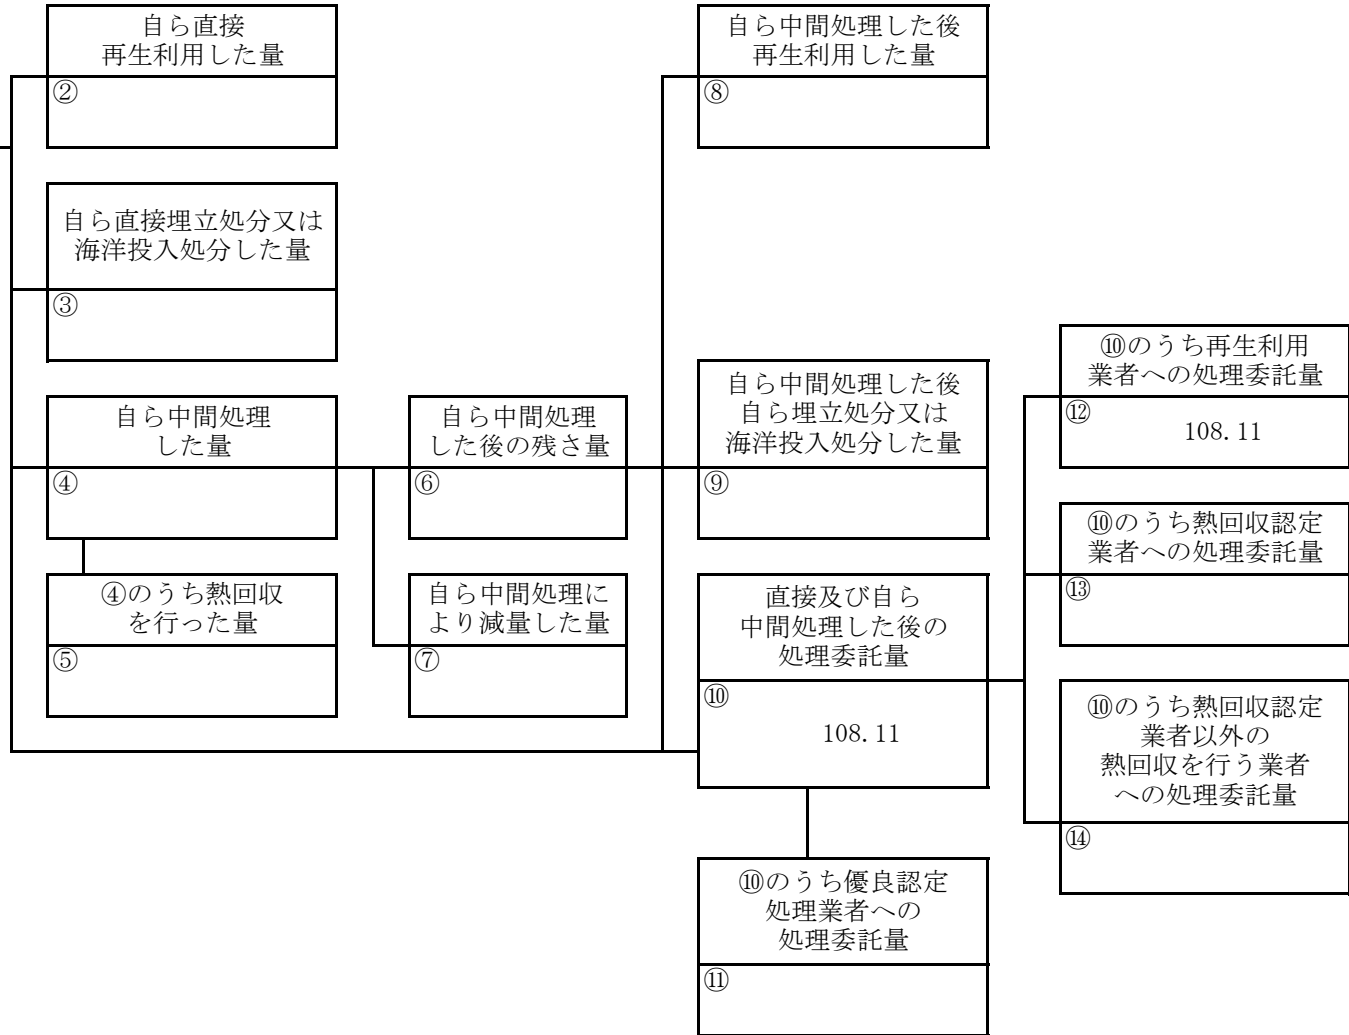 自ら直接
再生利用した量
②
自ら直接埋立処分又は
海洋投入処分した量
③
自ら中間処理
した量
④
④のうち熱回収
を行った量
⑤
自ら中間処理
した後の残さ量
⑥
自ら中間処理に
より減量した量
⑦
自ら中間処理した後
再生利用した量
⑧
自ら中間処理した後
自ら埋立処分又は
海洋投入処分した量
⑨
直接及び自ら
中間処理した後の
処理委託量
⑩
108.11
⑩のうち優良認定
処理業者への
処理委託量
⑪
⑩のうち再生利用
業者への処理委託量
⑫
108.11
⑩のうち熱回収認定
業者への処理委託量
⑬
⑩のうち熱回収認定
業者以外の
熱回収を行う業者
への処理委託量
⑭